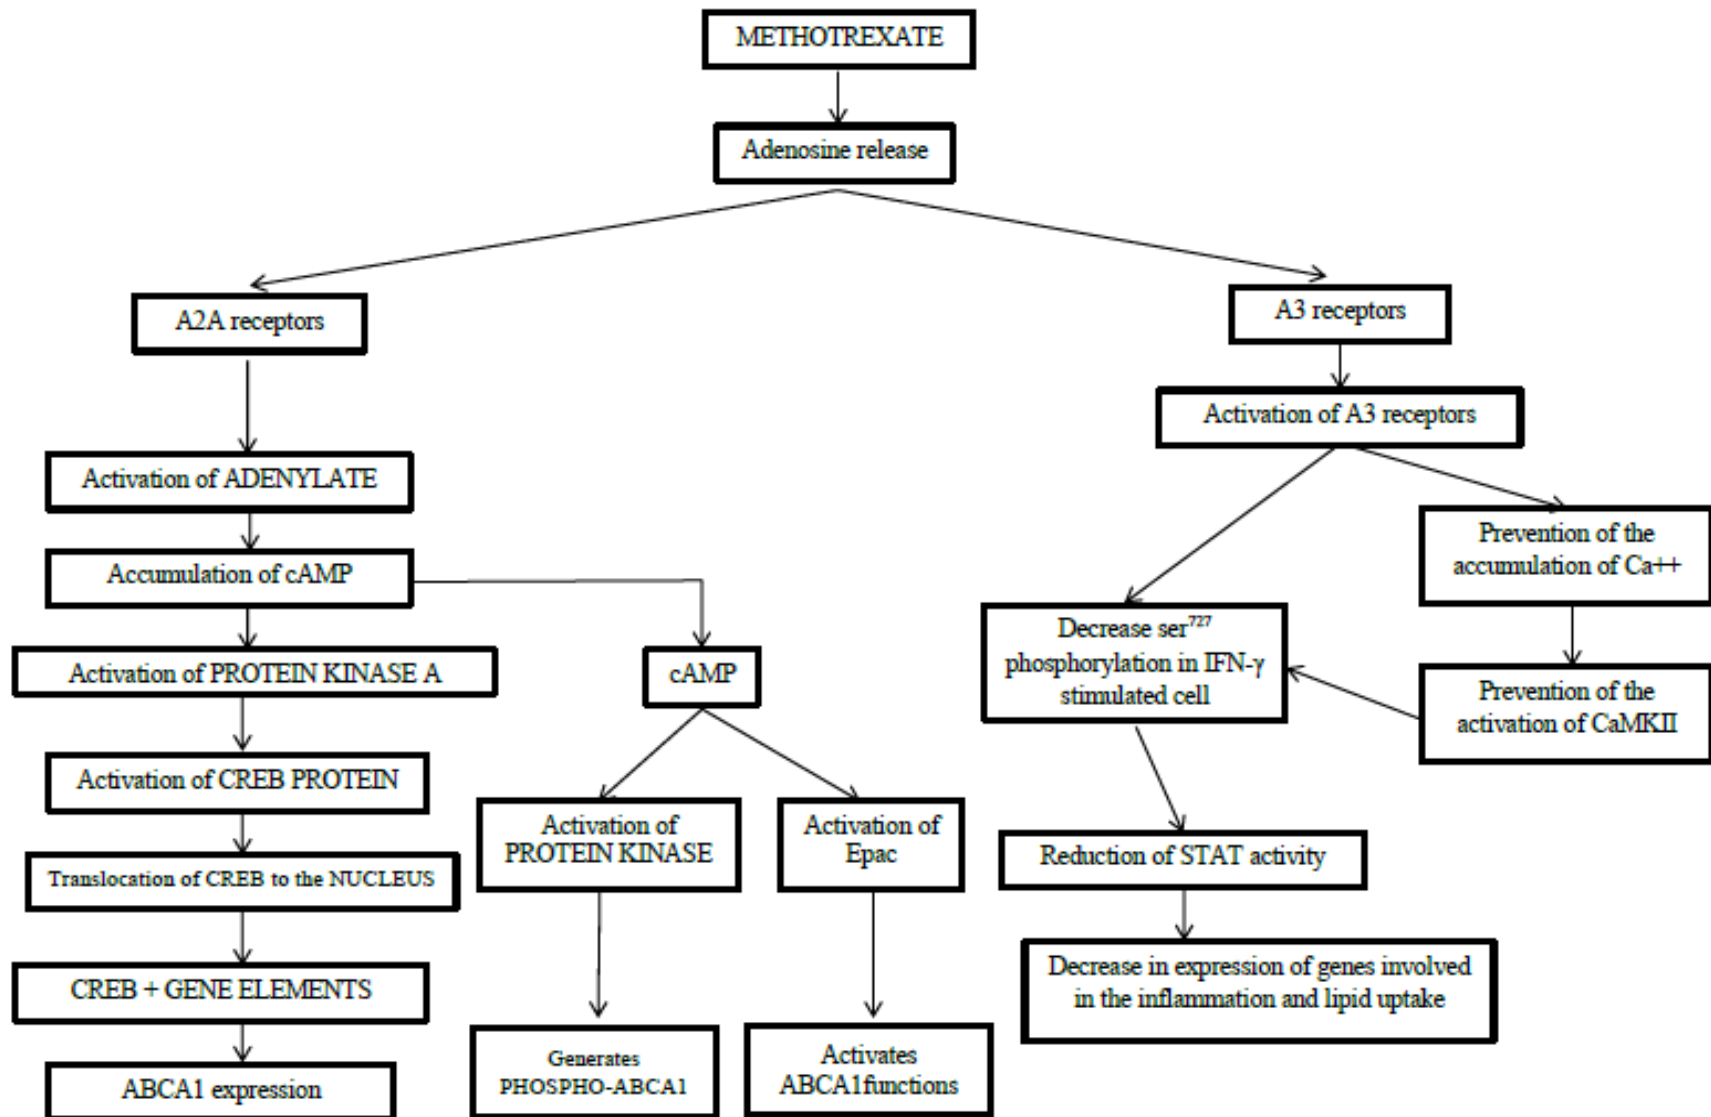 METHOTREXATE
Adenosine release
A2A receptors
A3 receptors
Activation of A3 receptors
Activation of ADENYLATE
Accumulation of cAMP
Activation of PROTEIN KINASE A
Activation of CREB PROTEIN
Translocation of CREB to the NUCLEUS
CREB + GENE ELEMENTS
ABCA1 expression
cAMP
Activation of
PROTEIN KINASE
Generates
PHOSPHO-ABCA1
Activation of
Epac
Activates
ABCA1functions
Prevention of the
accumulation of Ca++
Prevention of the
activation of CaMKII
Decrease ser⁷²⁷
phosphorylation in IFN-γ
stimulated cell
Reduction of STAT activity
Decrease in expression of genes involved
in the inflammation and lipid uptake